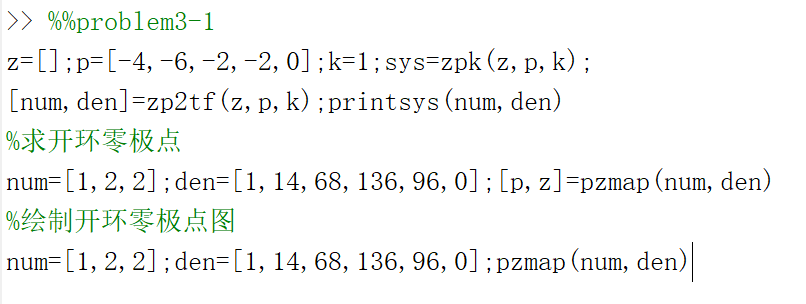 >> %%problem3-1
z=[];p=[-4,-6,-2,-2,0];k=1;sys=zpk(z,p,k);
[num,den]=zp2tf(z,p,k);printsys(num,den)
%求开环零极点
num=[1,2,2];den=[1,14,68,136,96,0];[p,z]=pzmap(num,den)
%绘制开环零极点图
num=[1,2,2];den=[1,14,68,136,96,0];pzmap(num,den)